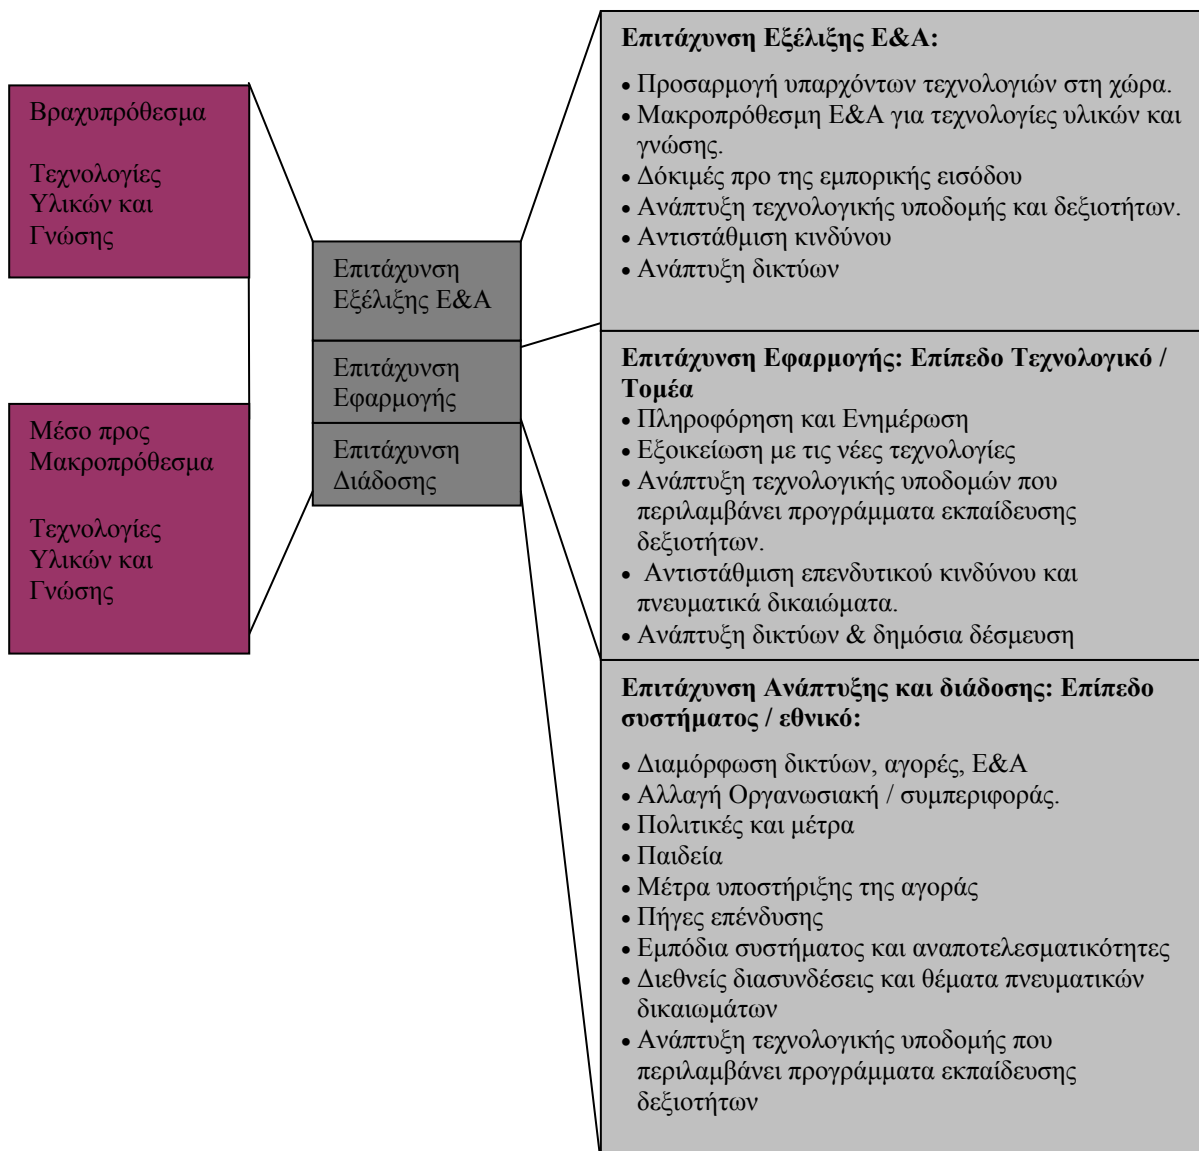 Βραχυπρόθεσμα
Τεχνολογίες
Υλικών και
Γνώσης
Μέσο προς
Μακροπρόθεσμα
Τεχνολογίες
Υλικών και
Γνώσης
Επιτάχυνση
Εξέλιξης Ε&Α
Επιτάχυνση
Εφαρμογής
Επιτάχυνση
Διάδοσης
Επιτάχυνση Εξέλιξης Ε&Α:
• Προσαρμογή υπαρχόντων τεχνολογιών στη χώρα.
• Μακροπρόθεσμη Ε&Α για τεχνολογίες υλικών και
γνώσης.
• Δόκιμές προ της εμπορικής εισόδου
• Ανάπτυξη τεχνολογικής υποδομής και δεξιοτήτων.
• Αντιστάθμιση κινδύνου
• Ανάπτυξη δικτύων
Επιτάχυνση Εφαρμογής: Επίπεδο Τεχνολογικό /
Τομέα
• Πληροφόρηση και Ενημέρωση
• Εξοικείωση με τις νέες τεχνολογίες
• Ανάπτυξη τεχνολογικής υποδομών που
περιλαμβάνει προγράμματα εκπαίδευσης
δεξιοτήτων.
• Αντιστάθμιση επενδυτικού κινδύνου και
πνευματικά δικαιώματα.
• Ανάπτυξη δικτύων & δημόσια δέσμευση
Επιτάχυνση Ανάπτυξης και διάδοσης: Επίπεδο
συστήματος / εθνικό:
• Διαμόρφωση δικτύων, αγορές, Ε&Α
• Αλλαγή Οργανωσιακή / συμπεριφοράς.
• Πολιτικές και μέτρα
• Παιδεία
• Μέτρα υποστήριξης της αγοράς
• Πήγες επένδυσης
• Εμπόδια συστήματος και αναποτελεσματικότητες
• Διεθνείς διασυνδέσεις και θέματα πνευματικών
δικαιωμάτων
• Ανάπτυξη τεχνολογικής υποδομής που
περιλαμβάνει προγράμματα εκπαίδευσης
δεξιοτήτων